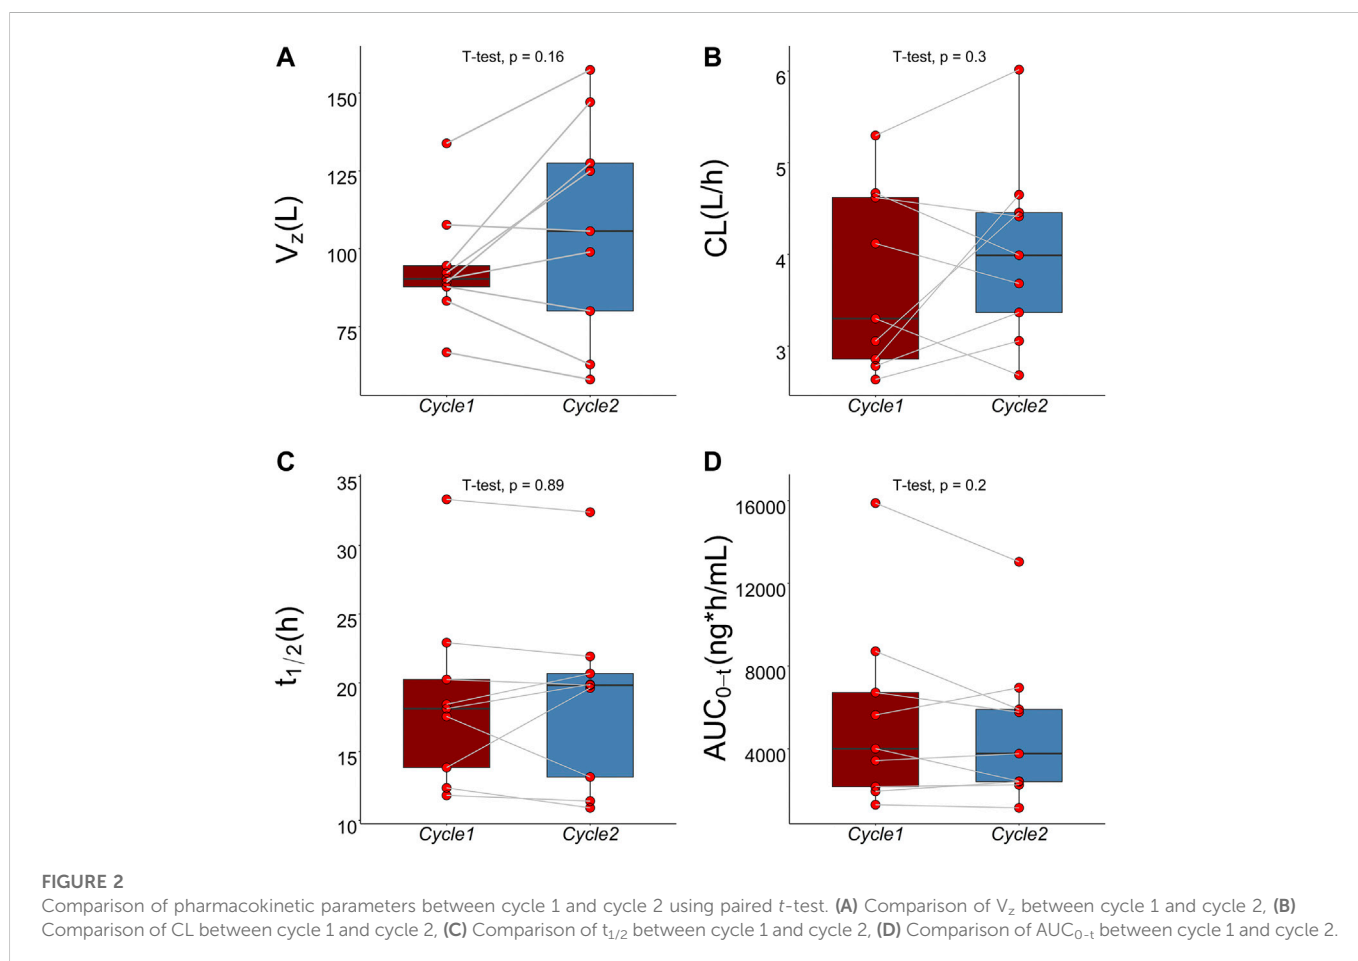 A
T-test, p = 0.16
Vz(L)
150
125
100
75
Cycle1 Cycle2
B
T-test, p = 0.3
CL(L/h)
6
5
4
3
Cycle1 Cycle2
C
T-test, p = 0.89
t1/2(h)
35
30
25
20
15
10
Cycle1 Cycle2
D
T-test, p = 0.2
AUC0−t(ng*h/mL)
16000
12000
8000
4000
Cycle1 Cycle2
FIGURE 2
Comparison of pharmacokinetic parameters between cycle 1 and cycle 2 using paired t-test. (A) Comparison of Vz between cycle 1 and cycle 2, (B)
Comparison of CL between cycle 1 and cycle 2, (C) Comparison of t1/2 between cycle 1 and cycle 2, (D) Comparison of AUC0-t between cycle 1 and cycle 2.